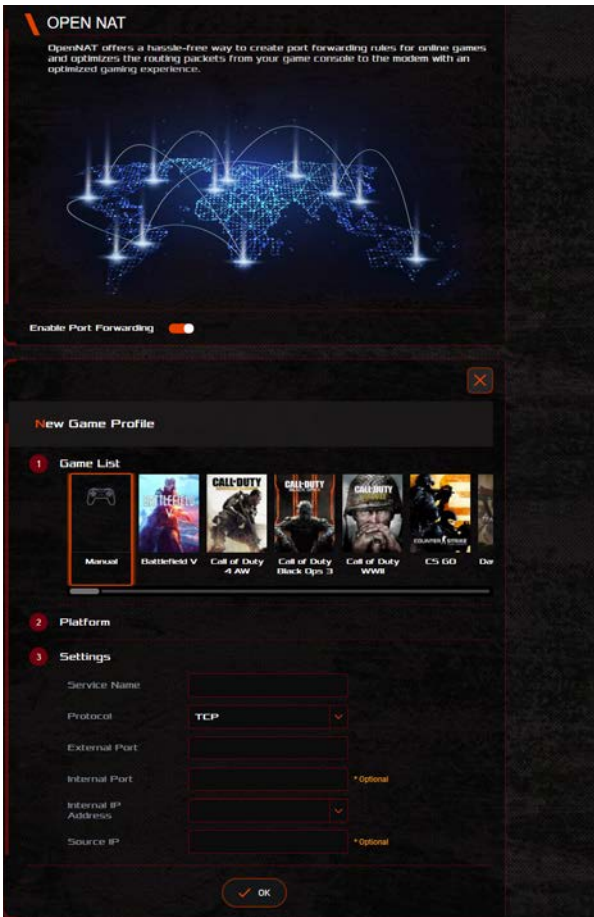 OPEN NAT
OpenNAT offers a hassle-free way to create port forwarding rules for online games
and optimizes the routing packets from your game console to the modem with an
optimized gaming experience.
Enable Port Forwarding
New Game Profile
1 Game List
BATTLEFIELD V
CALL OF DUTY
CALL OF DUTY
BLACK OPS
CALL OF DUTY
COUNTER STRIKE
Manual
Battlefield V
Call of Duty
4 AW
Call of Duty
Black Ops 3
Call of Duty
WWII
CS GO
2 Platform
3 Settings
Service Name
Protocol TCP
External Port
Internal Port * Optional
Internal IP
Address
Source IP * Optional
OK